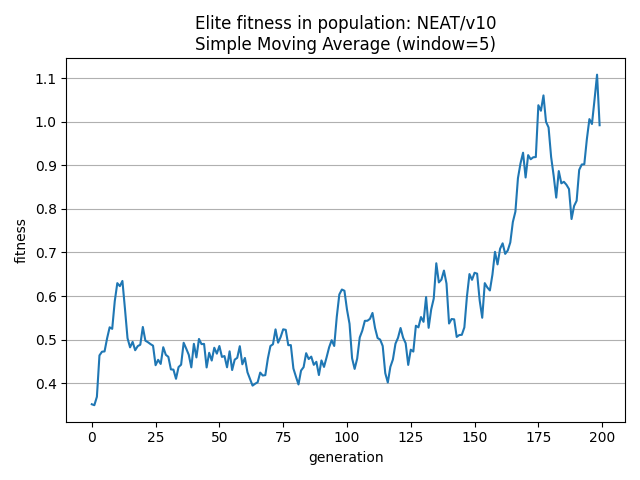 Elite fitness in population: NEAT/v10
Simple Moving Average (window=5)
1.1
1.0
0.9
0.8
0.7
0.6
0.5
0.4
fitness
0 25 50 75 100 125 150 175 200
generation